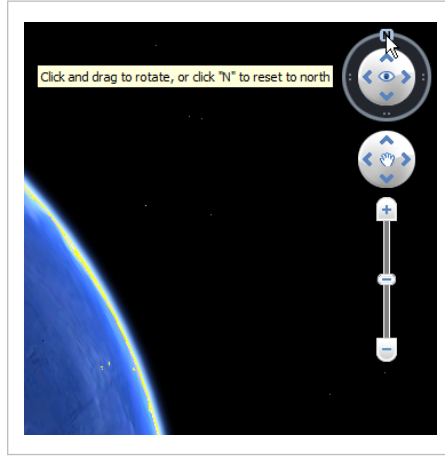 N
Click and drag to rotate, or click "N" to reset to north